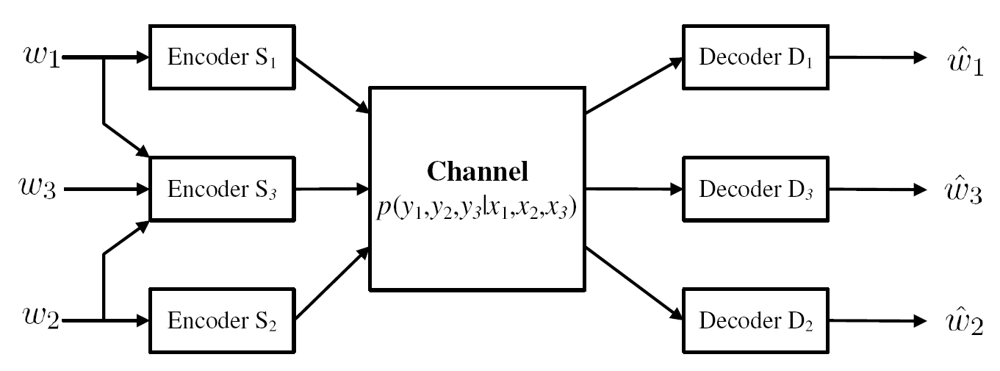 w₁ Encoder S₁ Decoder D₁ ŵ₁
w₃ Encoder S₃ Channel Decoder D₃ ŵ₃
p(y₁,y₂,y₃|x₁,x₂,x₃)
w₂ Encoder S₂ Decoder D₂ ŵ₂